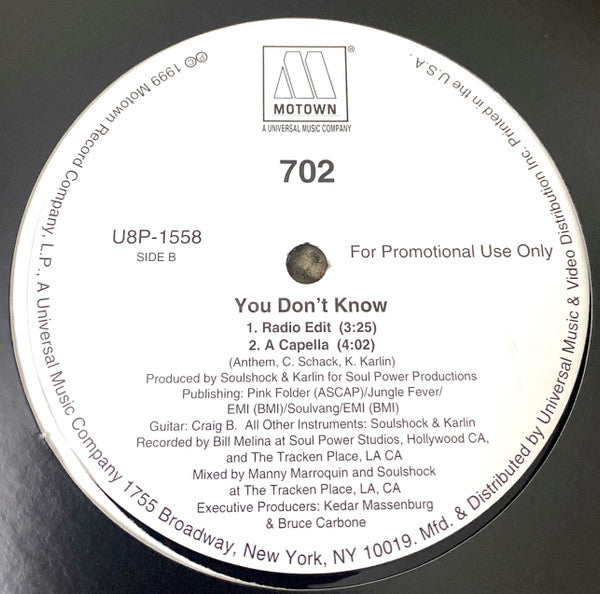 MOTOWN
®
A UNIVERSAL MUSIC COMPANY
702
U8P-1558
SIDE B
For Promotional Use Only
You Don't Know
1. Radio Edit (3:25)
2. A Capella (4:02)
(Anthem, C. Schack, K. Karlin)
Produced by Soulshock & Karlin for Soul Power Productions
Publishing: Pink Folder (ASCAP)/Jungle Fever/
EMI (BMI)/Soulvang/EMI (BMI)
Guitar: Craig B. All Other Instruments: Soulshock & Karlin
Recorded by Bill Melina at Soul Power Studios, Hollywood CA,
and The Tracken Place, LA CA
Mixed by Manny Marroquin and Soulshock
at The Tracken Place, LA, CA
Executive Producers: Kedar Massenburg
& Bruce Carbone
℗© 1999 Motown Record Company, L.P., A Universal Music Company 1755 Broadway, New York, NY 10019. Mfd. & Distributed by Universal Music & Video Distribution Inc. Printed in the U.S.A.